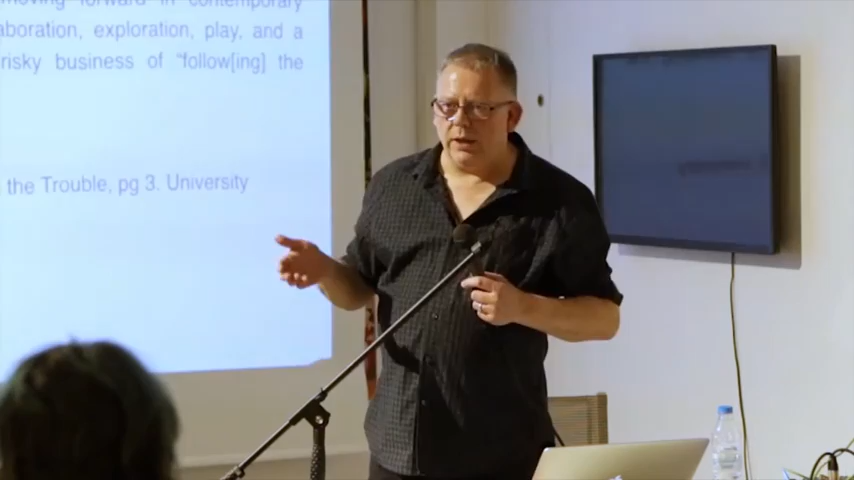 moving forward in contemporary
aboration, exploration, play, and a
risky business of “follow[ing] the
the Trouble, pg 3. University